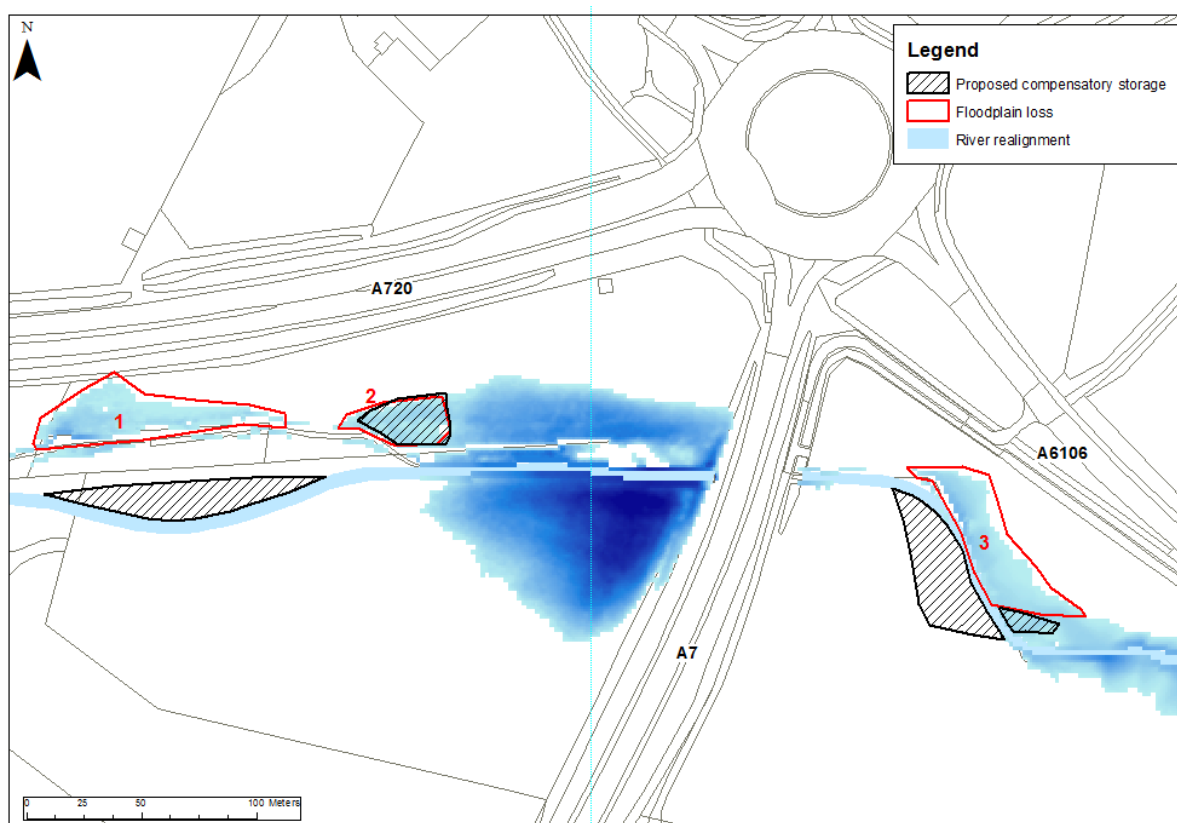 N
Legend
Proposed compensatory storage
Floodplain loss
River realignment
A720
2
1
A6106
3
A7
0 25 50 100 Meters